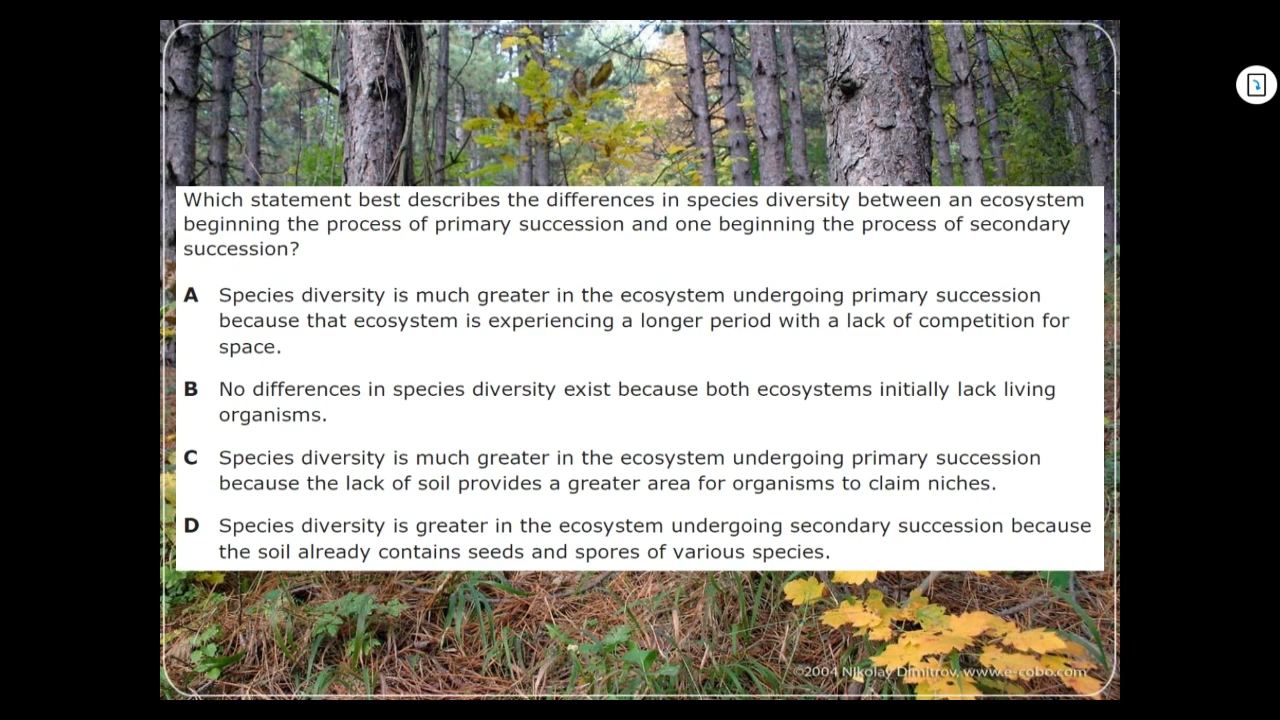 Which statement best describes the differences in species diversity between an ecosystem
beginning the process of primary succession and one beginning the process of secondary
succession?
A Species diversity is much greater in the ecosystem undergoing primary succession
because that ecosystem is experiencing a longer period with a lack of competition for
space.
B No differences in species diversity exist because both ecosystems initially lack living
organisms.
C Species diversity is much greater in the ecosystem undergoing primary succession
because the lack of soil provides a greater area for organisms to claim niches.
D Species diversity is greater in the ecosystem undergoing secondary succession because
the soil already contains seeds and spores of various species.
©2004 Nikolay Dimitrov, www.e-cobo.com